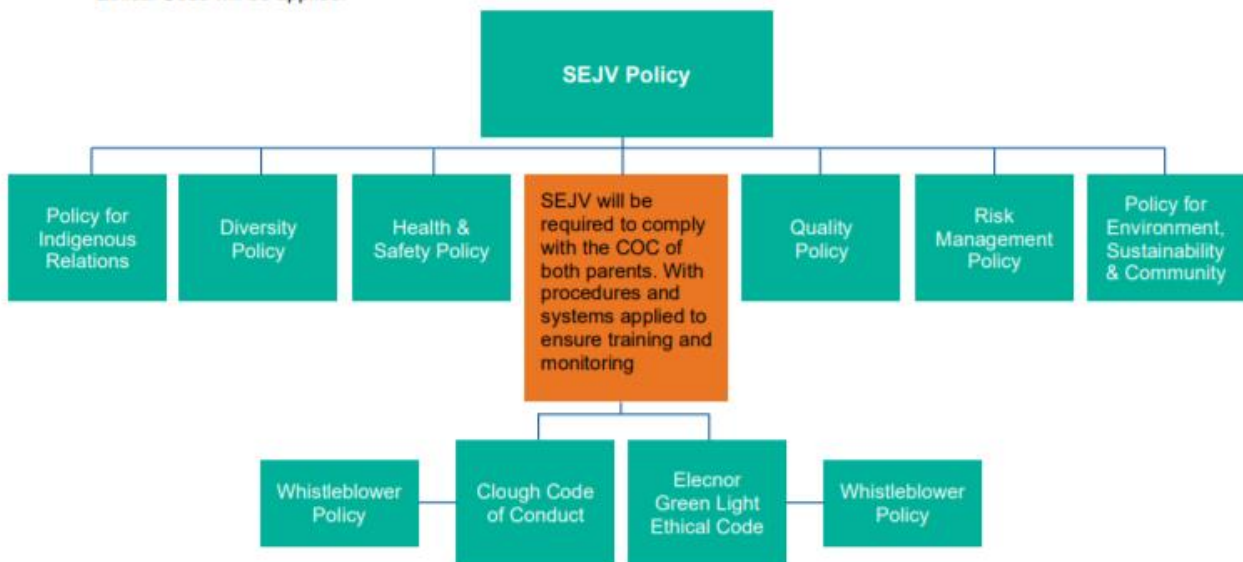 SEJV Policy
Policy for
Indigenous
Relations
Diversity
Policy
Health &
Safety Policy
SEJV will be
required to comply
with the COC of
both parents. With
procedures and
systems applied to
ensure training and
monitoring
Quality
Policy
Risk
Management
Policy
Policy for
Environment,
Sustainability
& Community
Whistleblower
Policy
Clough Code
of Conduct
Elecnor
Green Light
Ethical Code
Whistleblower
Policy